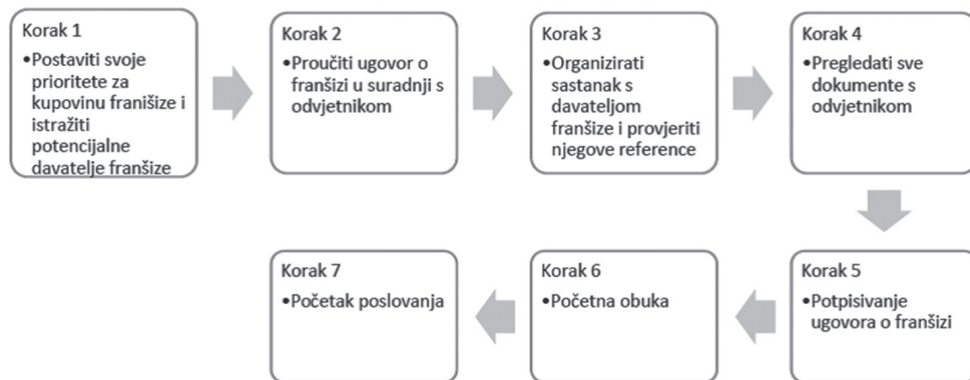 Korak 1
•Postaviti svoje
prioritete za
kupovinu franišize i
istražiti
potencijalne
davatelje franšize
Korak 2
•Proučiti ugovor o
franšizi u suradnji s
odvjetnikom
Korak 3
•Organizirati
sastanak s
davateljom
franšize i provjeriti
njegove reference
Korak 4
•Pregledati sve
dokumente s
odvjetnikom
Korak 5
•Potpisivanje
ugovora o franšizi
Korak 6
•Početna obuka
Korak 7
•Početak poslovanja